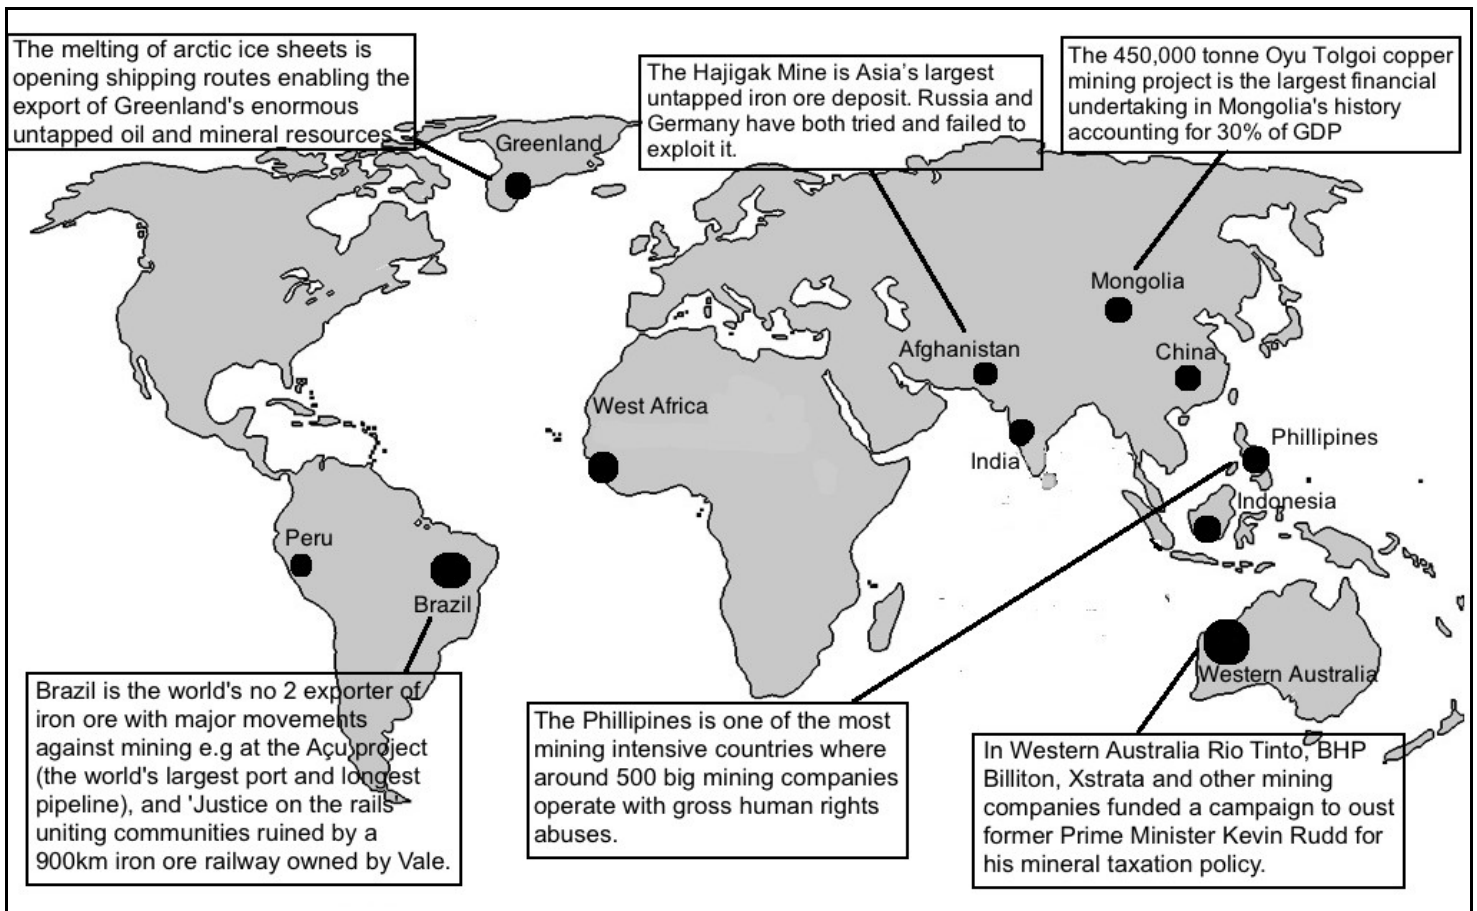 The melting of arctic ice sheets is
opening shipping routes enabling the
export of Greenland's enormous
untapped oil and mineral resources.
The Hajigak Mine is Asia's largest
untapped iron ore deposit. Russia and
Germany have both tried and failed to
exploit it.
The 450,000 tonne Oyu Tolgoi copper
mining project is the largest financial
undertaking in Mongolia's history
accounting for 30% of GDP
Greenland
Mongolia
Afghanistan
China
West Africa
Phillipines
India
Indonesia
Peru
Brazil
Western Australia
Brazil is the world's no 2 exporter of
iron ore with major movements
against mining e.g at the Açu project
(the world's largest port and longest
pipeline), and 'Justice on the rails'
uniting communities ruined by a
900km iron ore railway owned by Vale.
The Phillipines is one of the most
mining intensive countries where
around 500 big mining companies
operate with gross human rights
abuses.
In Western Australia Rio Tinto, BHP
Billiton, Xstrata and other mining
companies funded a campaign to oust
former Prime Minister Kevin Rudd for
his mineral taxation policy.